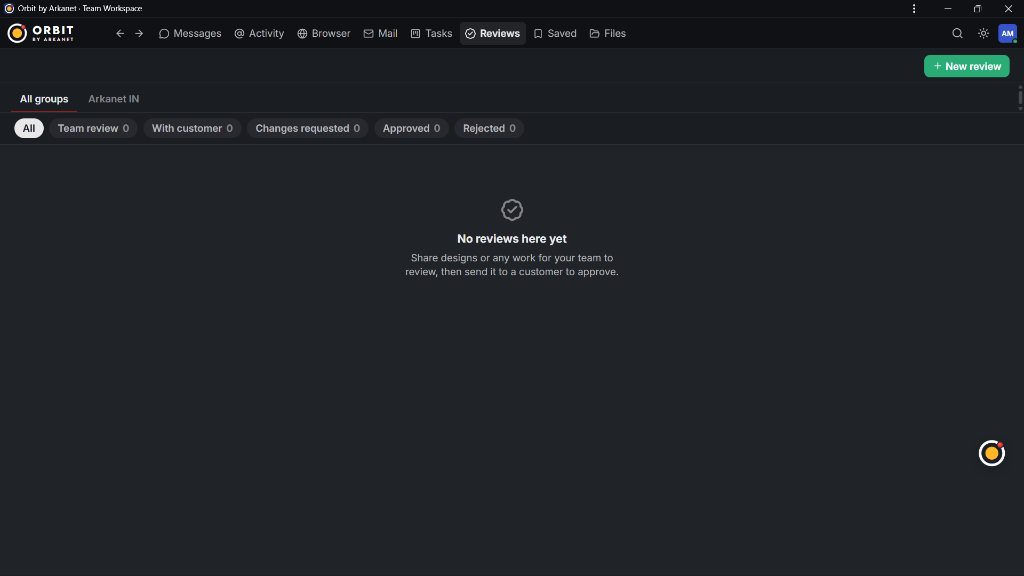 Orbit by Arkanet · Team Workspace
ORBIT
BY ARKANET
Messages
Activity
Browser
Mail
Tasks
Reviews
Saved
Files
AM
+ New review
All groups
Arkanet IN
All
Team review 0
With customer 0
Changes requested 0
Approved 0
Rejected 0
No reviews here yet
Share designs or any work for your team to
review, then send it to a customer to approve.